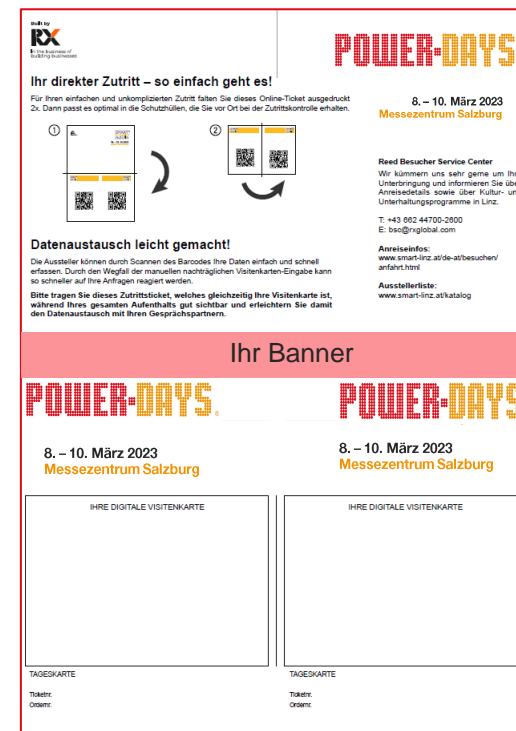 Built by
RX
In the business of
building businesses
POWER-DAYS
Ihr direkter Zutritt – so einfach geht es!
Für Ihren einfachen und unkomplizierten Zutritt falten Sie dieses Online-Ticket ausgedruckt
2x. Dann passt es optimal in die Schutzhüllen, die Sie vor Ort bei der Zutrittskontrolle erhalten.
8. – 10. März 2023
Messezentrum Salzburg
1
2
Reed Besucher Service Center
Wir kümmern uns sehr gerne um Ihr
Unterbringung und informieren Sie übe
Anreisedetails sowie über Kultur- un
Unterhaltungsprogramme in Linz.
T: +43 662 44700-2600
E: bsc@rxglobal.com
Anreiseinfos:
www.smart-linz.at/de-at/besuchen/
anfahrt.html
Ausstellerliste:
www.smart-linz.at/katalog
Datenaustausch leicht gemacht!
Die Aussteller können durch Scannen des Barcodes Ihre Daten einfach und schnell
erfassen. Durch den Wegfall der manuellen nachträglichen Visitenkarten-Eingabe kann
so schneller auf Ihre Anfragen reagiert werden.
Bitte tragen Sie dieses Zutrittsticket, welches gleichzeitig Ihre Visitenkarte ist,
während Ihres gesamten Aufenthalts gut sichtbar und erleichtern Sie damit
den Datenaustausch mit Ihren Gesprächspartnern.
Ihr Banner
POWER-DAYS.
POWER-DAYS
8. – 10. März 2023
Messezentrum Salzburg
8. – 10. März 2023
Messezentrum Salzburg
IHRE DIGITALE VISITENKARTE
IHRE DIGITALE VISITENKARTE
TAGESKARTE
TAGESKARTE
Ticketnr.
Ordernr.
Ticketnr.
Ordernr.